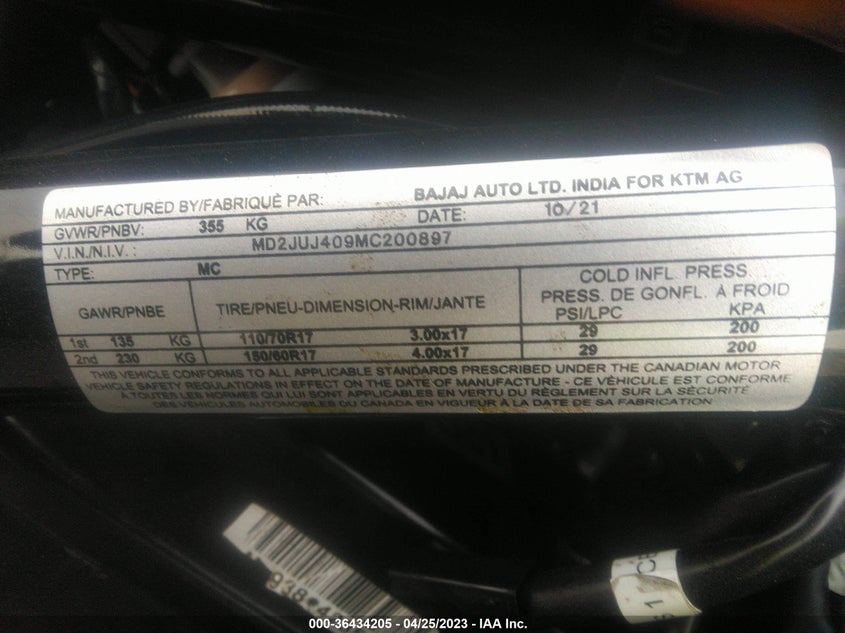 MANUFACTURED BY/FABRIQUÉ PAR: BAJAJ AUTO LTD. INDIA FOR KTM AG
GVWR/PNBV: 355 KG DATE: 10/21
V.I.N./N.I.V. : MD2JUJ409MC200897
TYPE: MC
GAWR/PNBE TIRE/PNEU-DIMENSION-RIM/JANTE COLD INFL. PRESS.
PRESS. DE GONFL. À FROID
PSI/LPC KPA
1st 135 KG 110/70R17 3.00x17 29 200
2nd 230 KG 150/60R17 4.00x17 29 200
THIS VEHICLE CONFORMS TO ALL APPLICABLE STANDARDS PRESCRIBED UNDER THE CANADIAN MOTOR
VEHICLE SAFETY REGULATIONS IN EFFECT ON THE DATE OF MANUFACTURE - CE VÉHICULE EST CONFORME
À TOUTES LES NORMES QUI LUI SONT APPLICABLES EN VERTU DU RÈGLEMENT SUR LA SÉCURITÉ
DES VÉHICULES AUTOMOBILES DU CANADA EN VIGUEUR À LA DATE DE SA FABRICATION
000-36434205 - 04/25/2023 - IAA Inc.